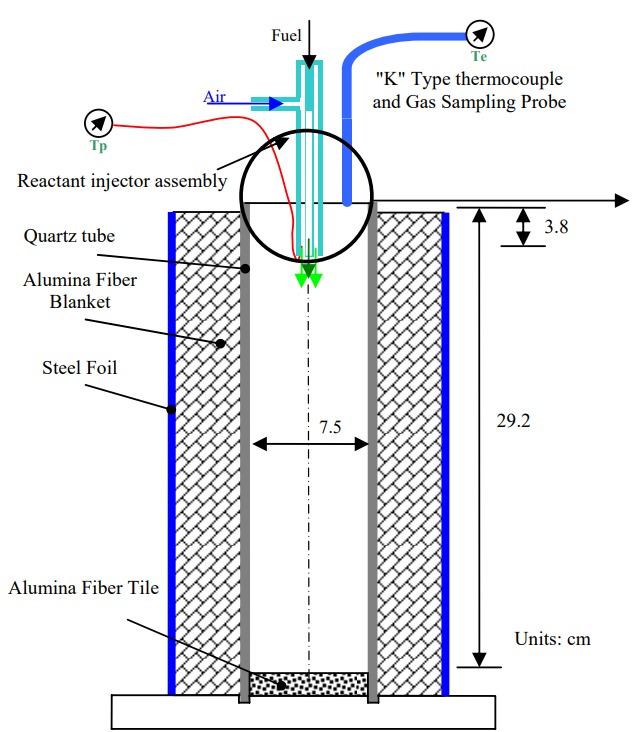 Fuel
Te
"K" Type thermocouple
and Gas Sampling Probe
Air
Tp
Reactant injector assembly
3.8
Quartz tube
Alumina Fiber
Blanket
Steel Foil
7.5
29.2
Alumina Fiber Tile
Units: cm